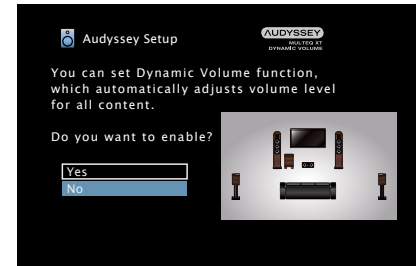 Audyssey Setup
AUDYSSEY
MULTEQ XT
DYNAMIC VOLUME
You can set Dynamic Volume function,
which automatically adjusts volume level
for all content.
Do you want to enable?
Yes
No